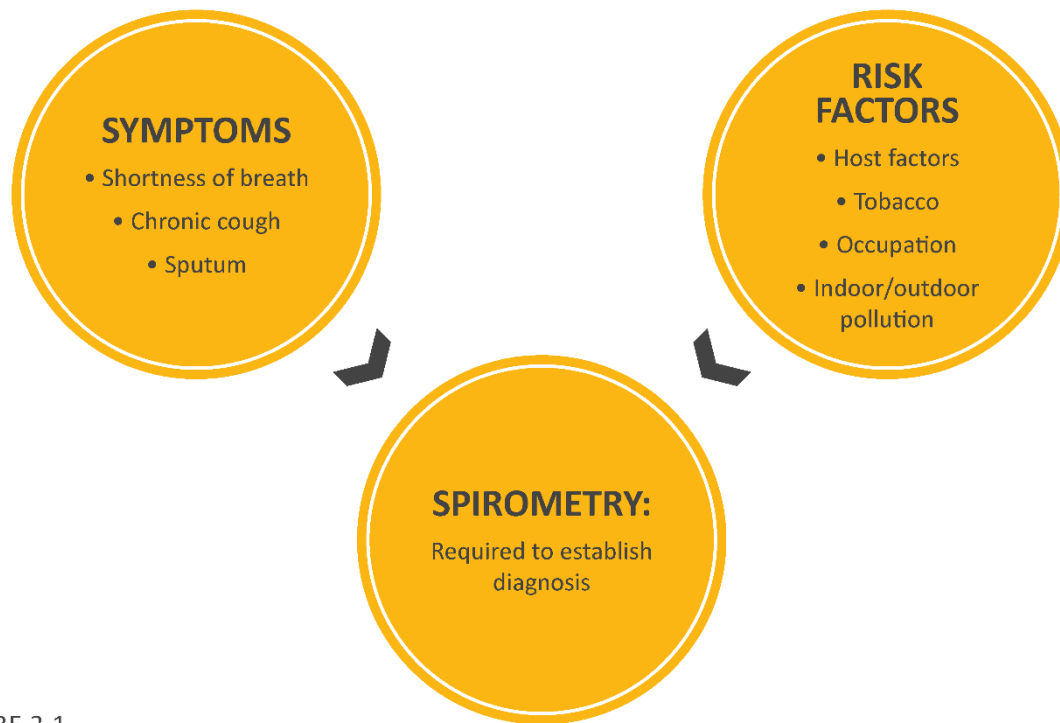 SYMPTOMS
• Shortness of breath
• Chronic cough
• Sputum
RISK
FACTORS
• Host factors
• Tobacco
• Occupation
• Indoor/outdoor
pollution
SPIROMETRY:
Required to establish
diagnosis